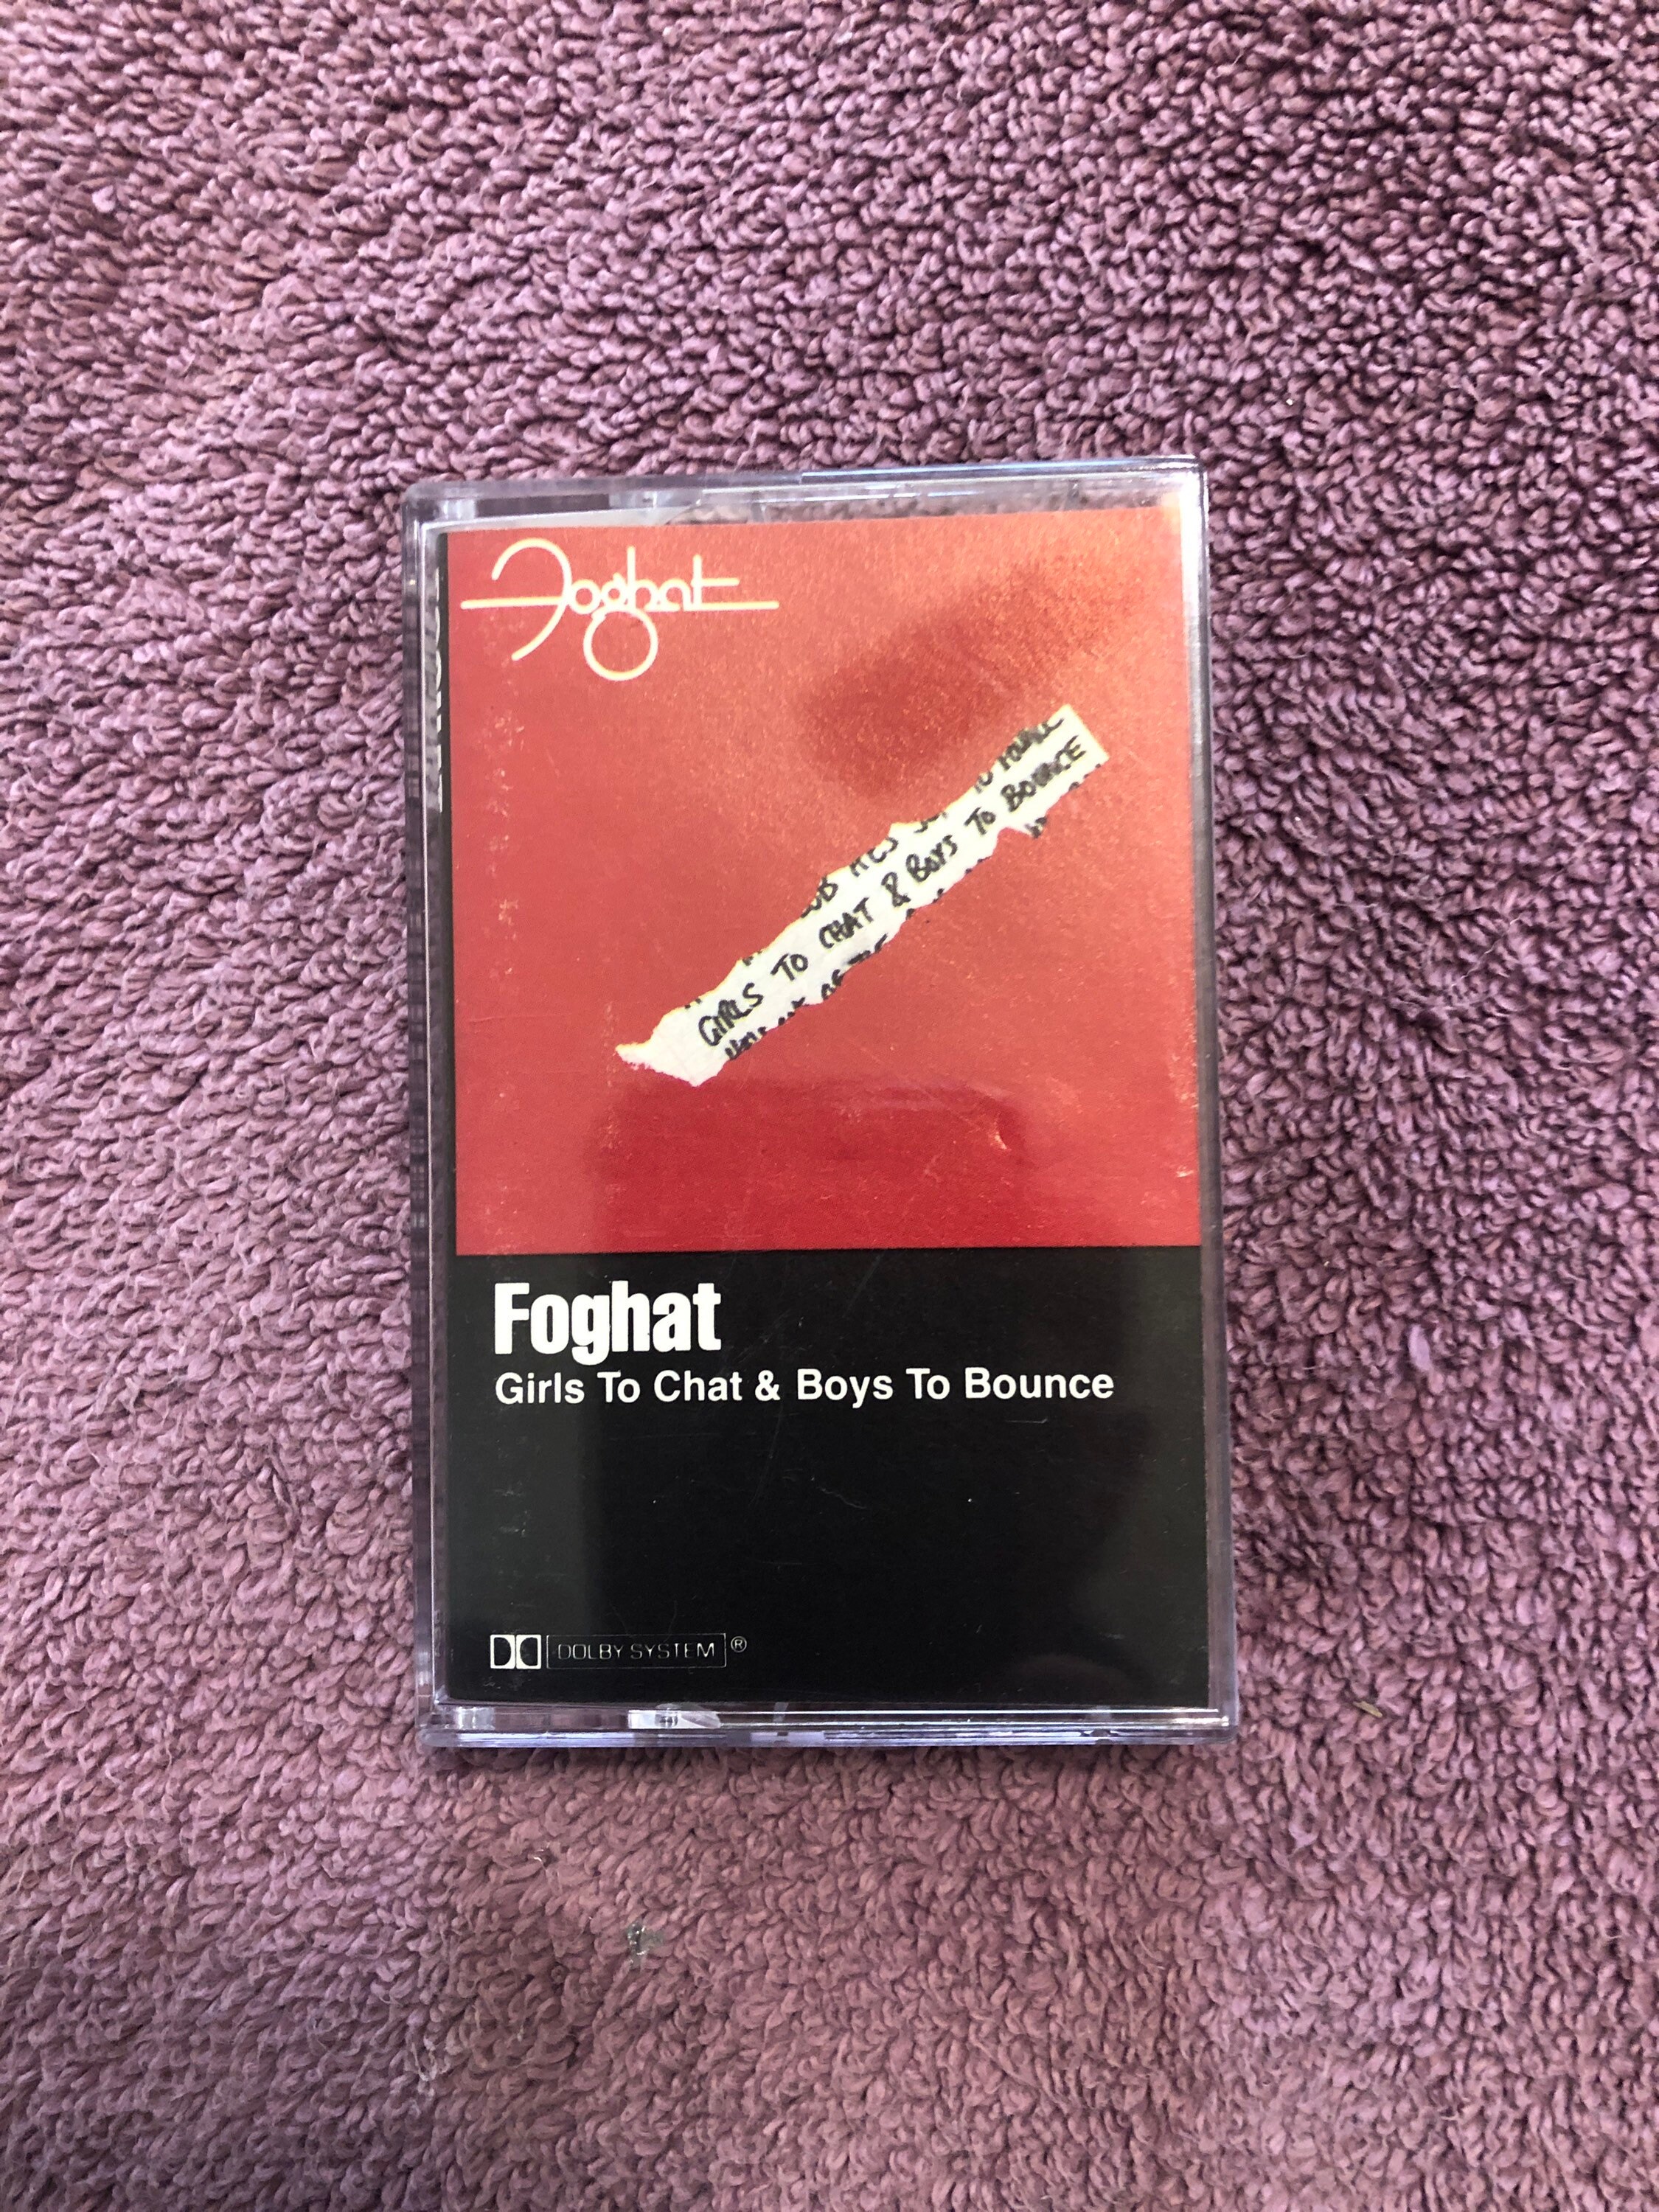 Foghat
GIRLS TO CHAT & BOYS TO BOUNCE
Foghat
Girls To Chat & Boys To Bounce
DOLBY SYSTEM ®